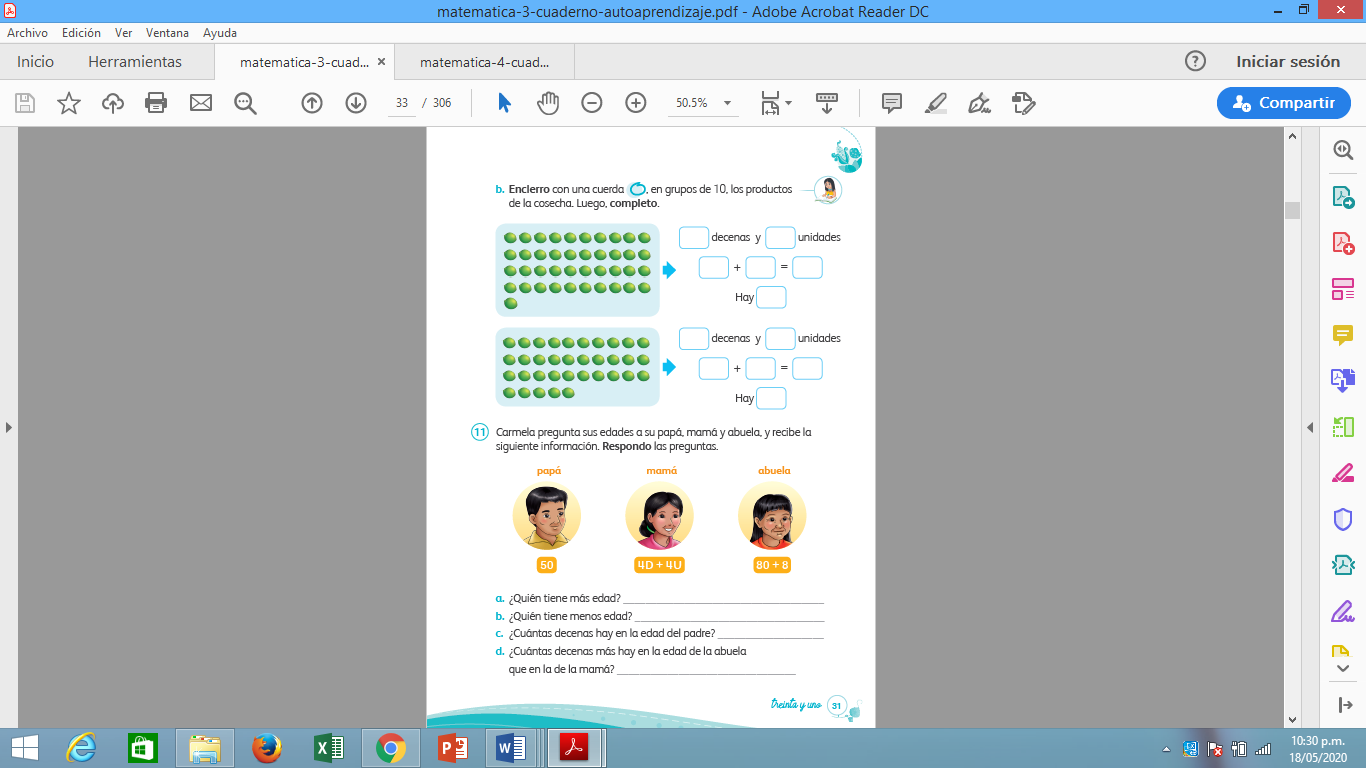 matematica-3-cuaderno-autoaprendizaje.pdf - Adobe Acrobat Reader DC
Archivo Edición Ver Ventana Ayuda
Inicio Herramientas matematica-3-cuad... × matematica-4-cuad... ? Iniciar sesión
33 / 306 50.5% Compartir
b. Encierro con una cuerda , en grupos de 10, los productos
de la cosecha. Luego, completo.
decenas y unidades
+ =
Hay
decenas y unidades
+ =
Hay
11 Carmela pregunta sus edades a su papá, mamá y abuela, y recibe la
siguiente información. Respondo las preguntas.
papá mamá abuela
50 4D + 4U 80 + 8
a. ¿Quién tiene más edad? ____
b. ¿Quién tiene menos edad? ____
c. ¿Cuántas decenas hay en la edad del padre? ____
d. ¿Cuántas decenas más hay en la edad de la abuela
que en la de la mamá? ____
treinta y uno 31
10:30 p.m.
18/05/2020